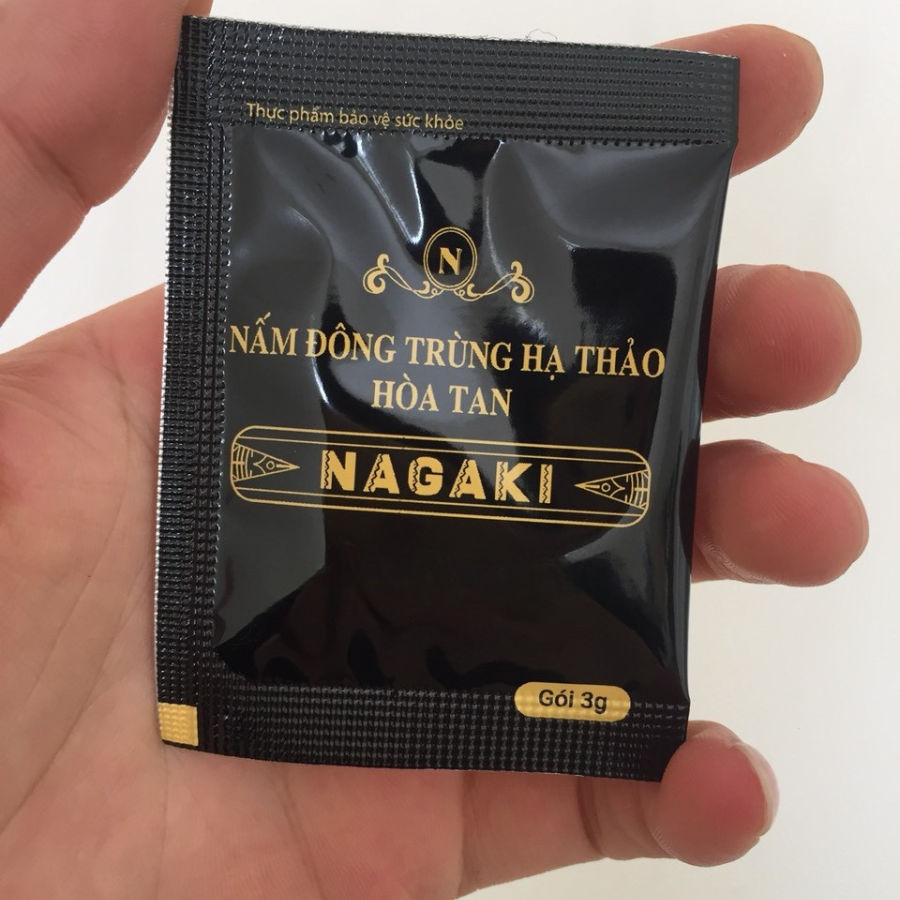 Thực phẩm bảo vệ sức khỏe
N
NẤM ĐÔNG TRÙNG HẠ THẢO
HÒA TAN
NAGAKI
Gói 3g